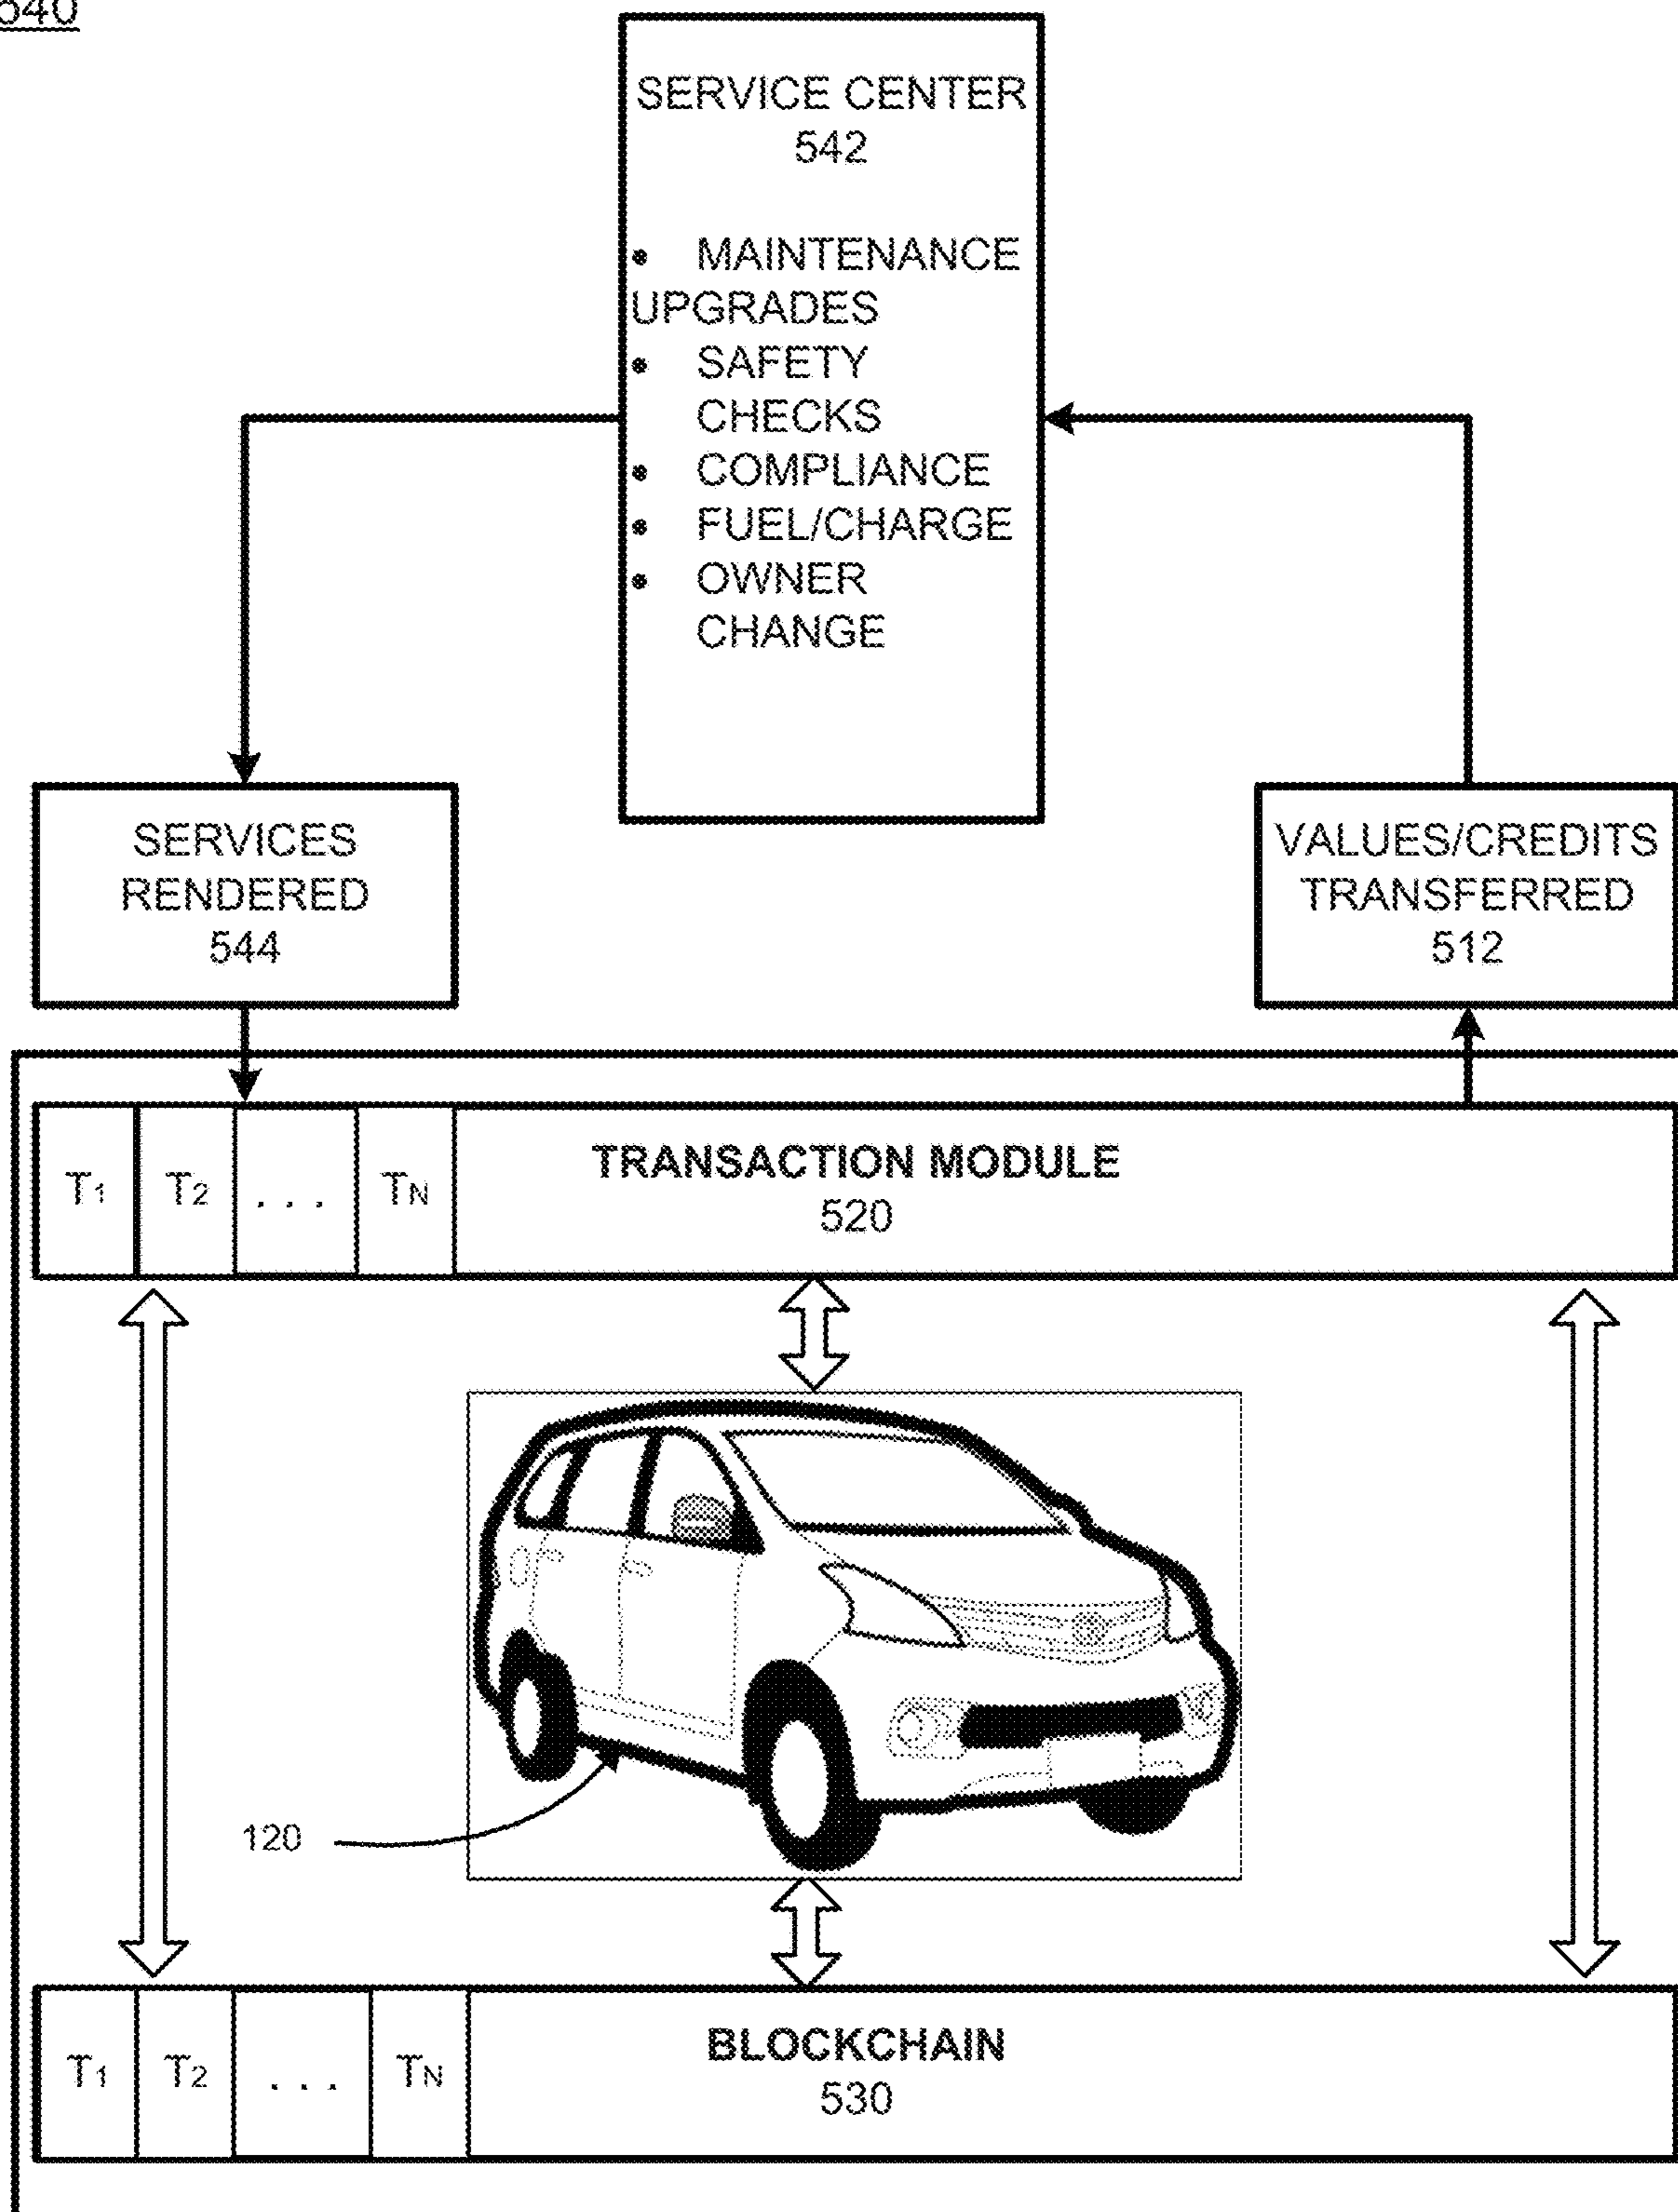 540
SERVICE CENTER
542
• MAINTENANCE
UPGRADES
• SAFETY
CHECKS
• COMPLIANCE
• FUEL/CHARGE
• OWNER
CHANGE
SERVICES
RENDERED
544
VALUES/CREDITS
TRANSFERRED
512
T1 T2 . . . TN
TRANSACTION MODULE
520
120
T1 T2 . . . TN
BLOCKCHAIN
530